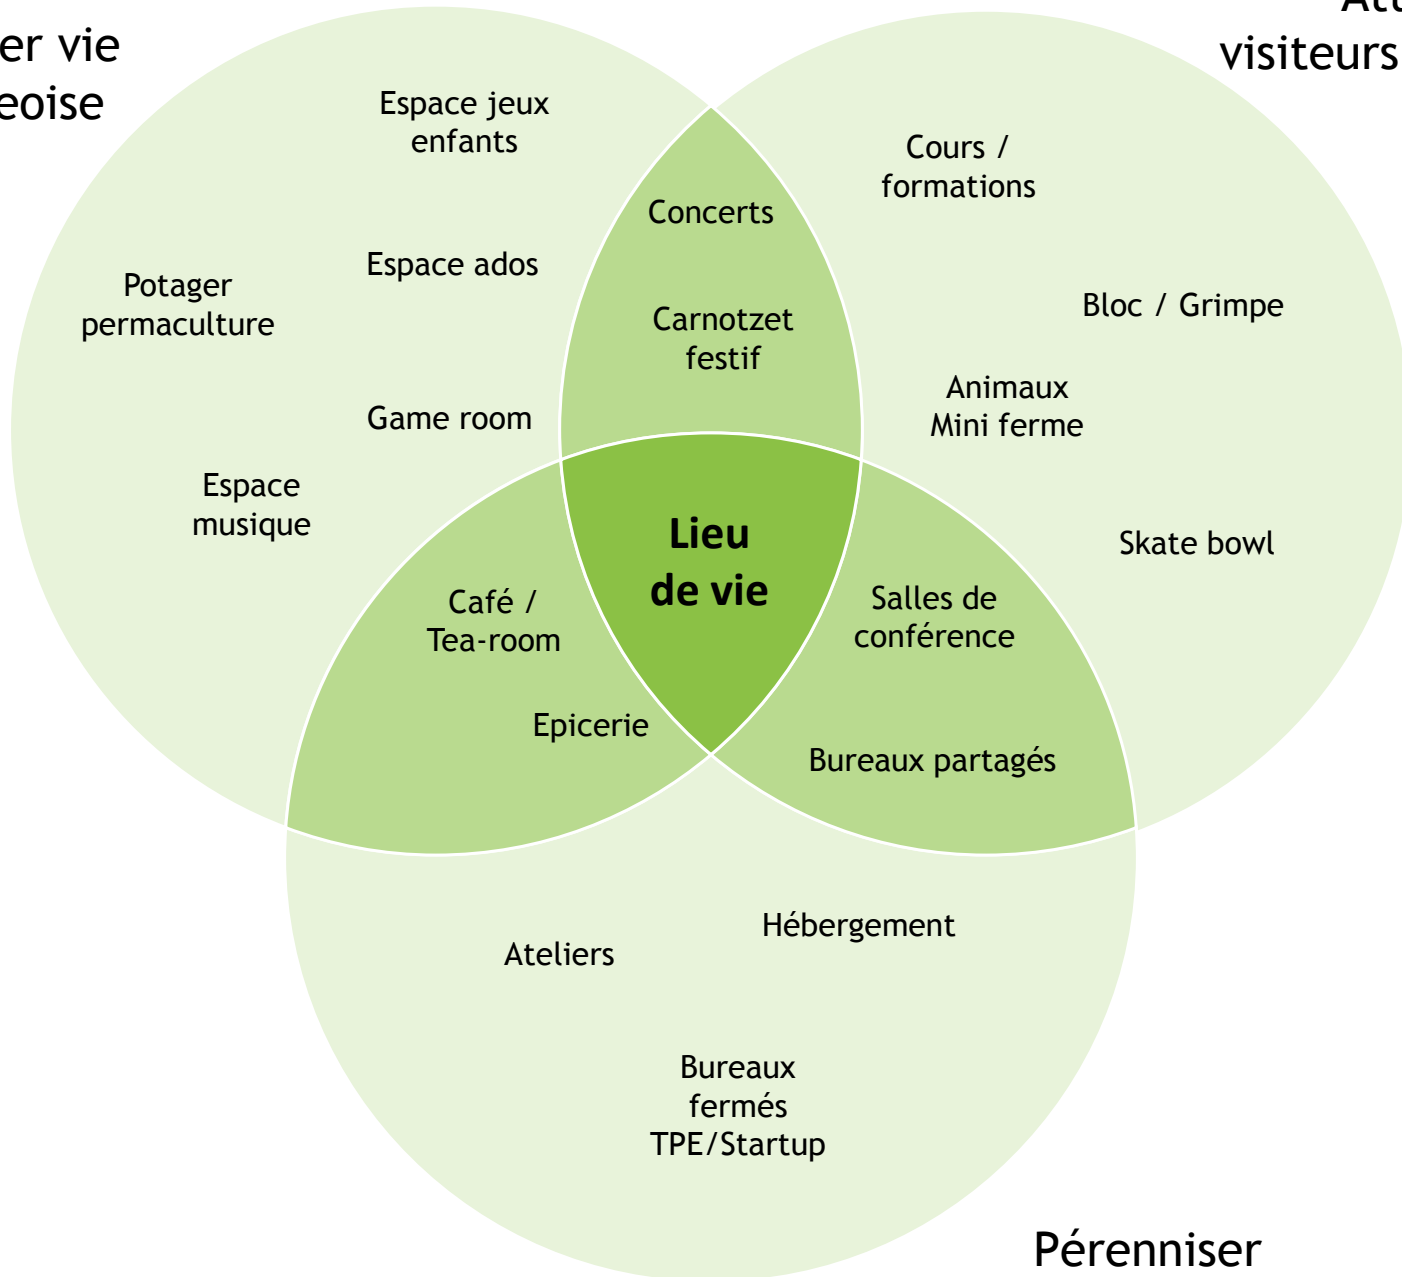 er vie
eoise
visiteurs
Espace jeux
enfants
Cours /
formations
Concerts
Espace ados
Potager
permaculture
Bloc / Grimpe
Carnotzet
festif
Animaux
Mini ferme
Game room
Espace
musique
Lieu
de vie
Skate bowl
Café /
Tea-room
Salles de
conférence
Epicerie
Bureaux partagés
Hébergement
Ateliers
Bureaux
fermés
TPE/Startup
Pérenniser